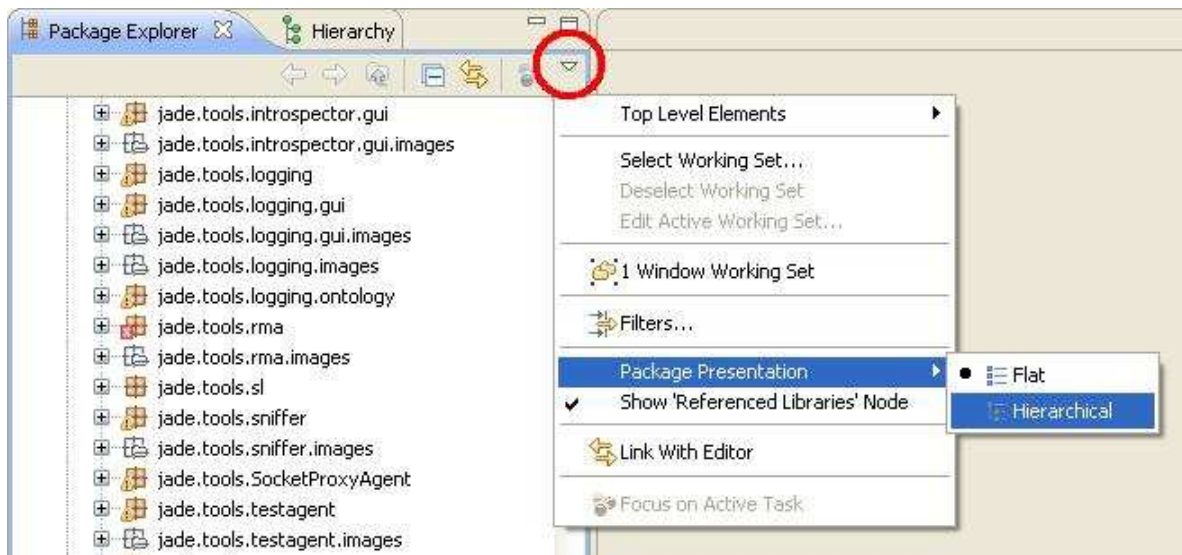 Package Explorer
Hierarchy
jade.tools.introspector.gui
jade.tools.introspector.gui.images
jade.tools.logging
jade.tools.logging.gui
jade.tools.logging.gui.images
jade.tools.logging.images
jade.tools.logging.ontology
jade.tools.rma
jade.tools.rma.images
jade.tools.sl
jade.tools.sniffer
jade.tools.sniffer.images
jade.tools.SocketProxyAgent
jade.tools.testagent
jade.tools.testagent.images
Top Level Elements
Select Working Set...
Deselect Working Set
Edit Active Working Set...
1 Window Working Set
Filters...
Package Presentation
Show 'Referenced Libraries' Node
Link With Editor
Focus on Active Task
Flat
Hierarchical